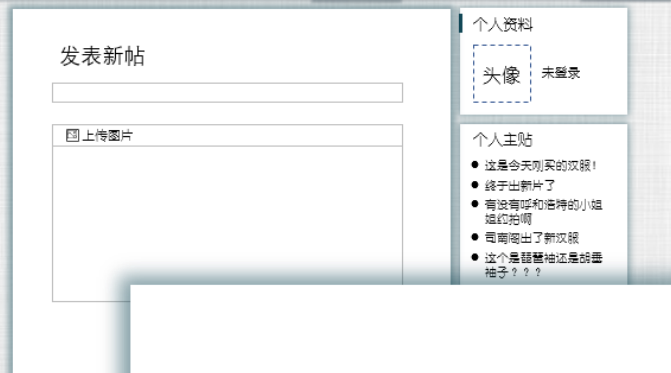 发表新帖
上传图片
个人资料
头像
未登录
个人主贴
这是今天刚买的汉服！
终于出新片了
有没有呼和浩特的小姐
姐约拍啊
司南阁出了新汉服
这个是琵琶袖还是胡垂
袖子？？？